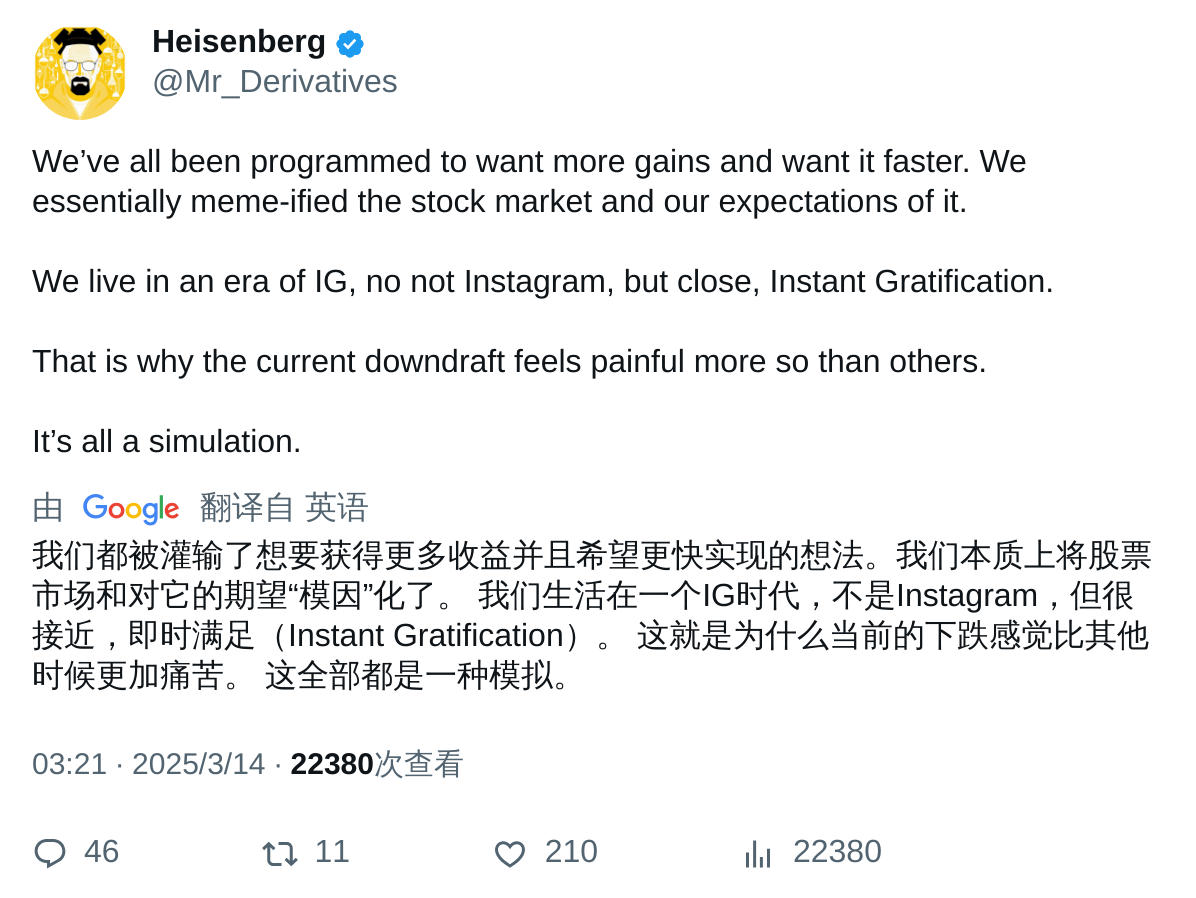 Heisenberg
@Mr_Derivatives
We’ve all been programmed to want more gains and want it faster. We
essentially meme-ified the stock market and our expectations of it.
We live in an era of IG, no not Instagram, but close, Instant Gratification.
That is why the current downdraft feels painful more so than others.
It’s all a simulation.
由 Google 翻译自 英语
我们都被灌输了想要获得更多收益并且希望更快实现的想法。我们本质上将股票
市场和对它的期望“模因”化了。 我们生活在一个IG时代，不是Instagram，但很
接近，即时满足（Instant Gratification）。 这就是为什么当前的下跌感觉比其他
时候更加痛苦。 这全部都是一种模拟。
03:21 · 2025/3/14 · 22380次查看
46 11 210 22380